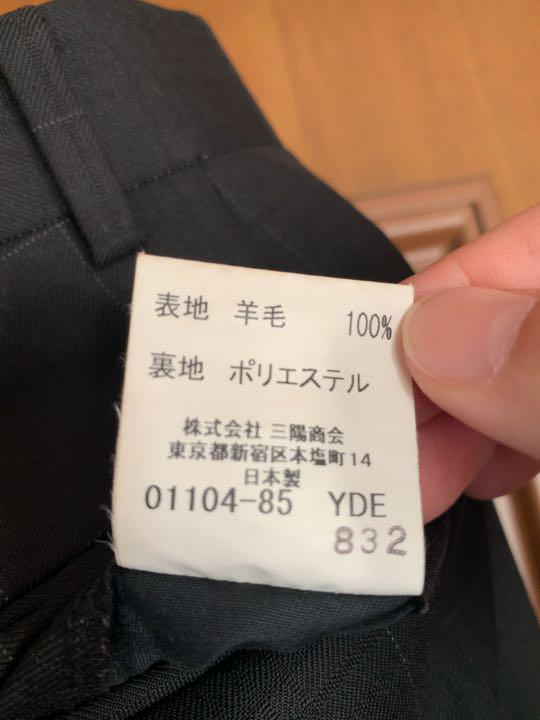 表地 羊毛 100%
裏地 ポリエステル
株式会社 三陽商会
東京都新宿区本塩町14
日本製
01104-85 YDE
832